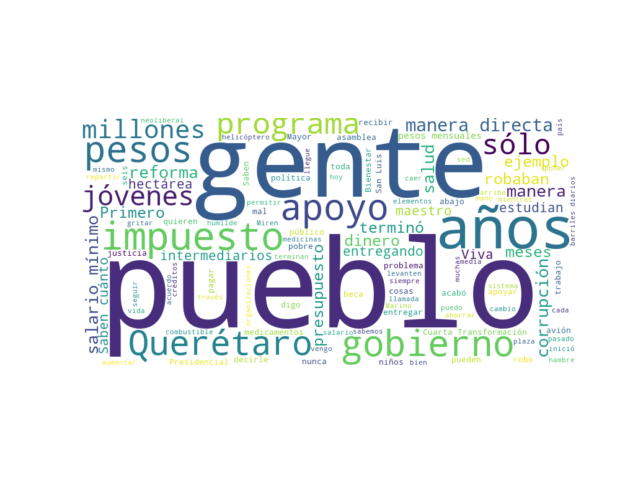 neoliberal
millones
programa
recibir
manera directa
país
helicóptero
Mayor
asamblea
pesos mensuales
pesos
gente
sólo
Saben
llegue
toda
salud
sed
mismo
reforma
Bienestar
San Luis
ejemplo
repartir
seis
hectárea
política
hoy
caer
media
robaban
jóvenes
permitir
apoyo
elementos
abajo
arriba
manera
Primero
quieren
humilde
mal
maestro
mano
mientras
estudian
barriles diarios
gritar
Miren
impuesto
público
terminó
Marino
Viva
años
salario mínimo
justicia
medicinas
pobre
dinero
meses
intermediarios
terminan
entregando
saben cuánto
pueblo
presupuesto
problema
levanten
siempre
muchas
corrupción
trabajo
seguir
acuerdo
créditos
pagar
través
organizaciones
beca
cosas
llamada
acabó
sistema
apoyar
vida
digo
entregar
puedo
ahorrar
cambio
cada
combustible
medicamentos
salario
sabemos
Cuarta Transformación
avión
Querétaro
vengo
gobierno
plaza
pasado
inició
aumentar
Presidencial
decirle
nunca
niños
bien
pueden
robo
hambre